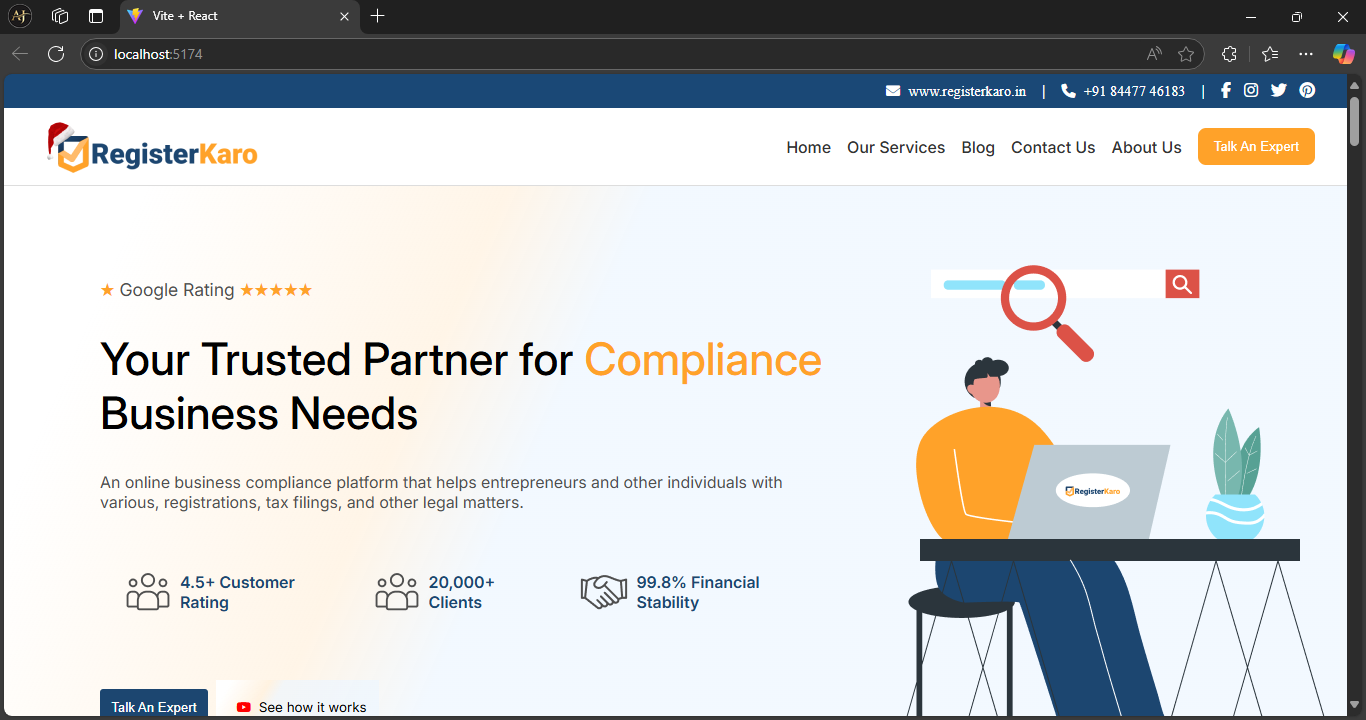 Vite + React
localhost:5174
www.registerkaro.in | +91 84477 46183 |
RegisterKaro
Home Our Services Blog Contact Us About Us Talk An Expert
Google Rating
Your Trusted Partner for Compliance
Business Needs
An online business compliance platform that helps entrepreneurs and other individuals with
various, registrations, tax filings, and other legal matters.
4.5+ Customer
Rating
20,000+
Clients
99.8% Financial
Stability
RegisterKaro
Talk An Expert
See how it works